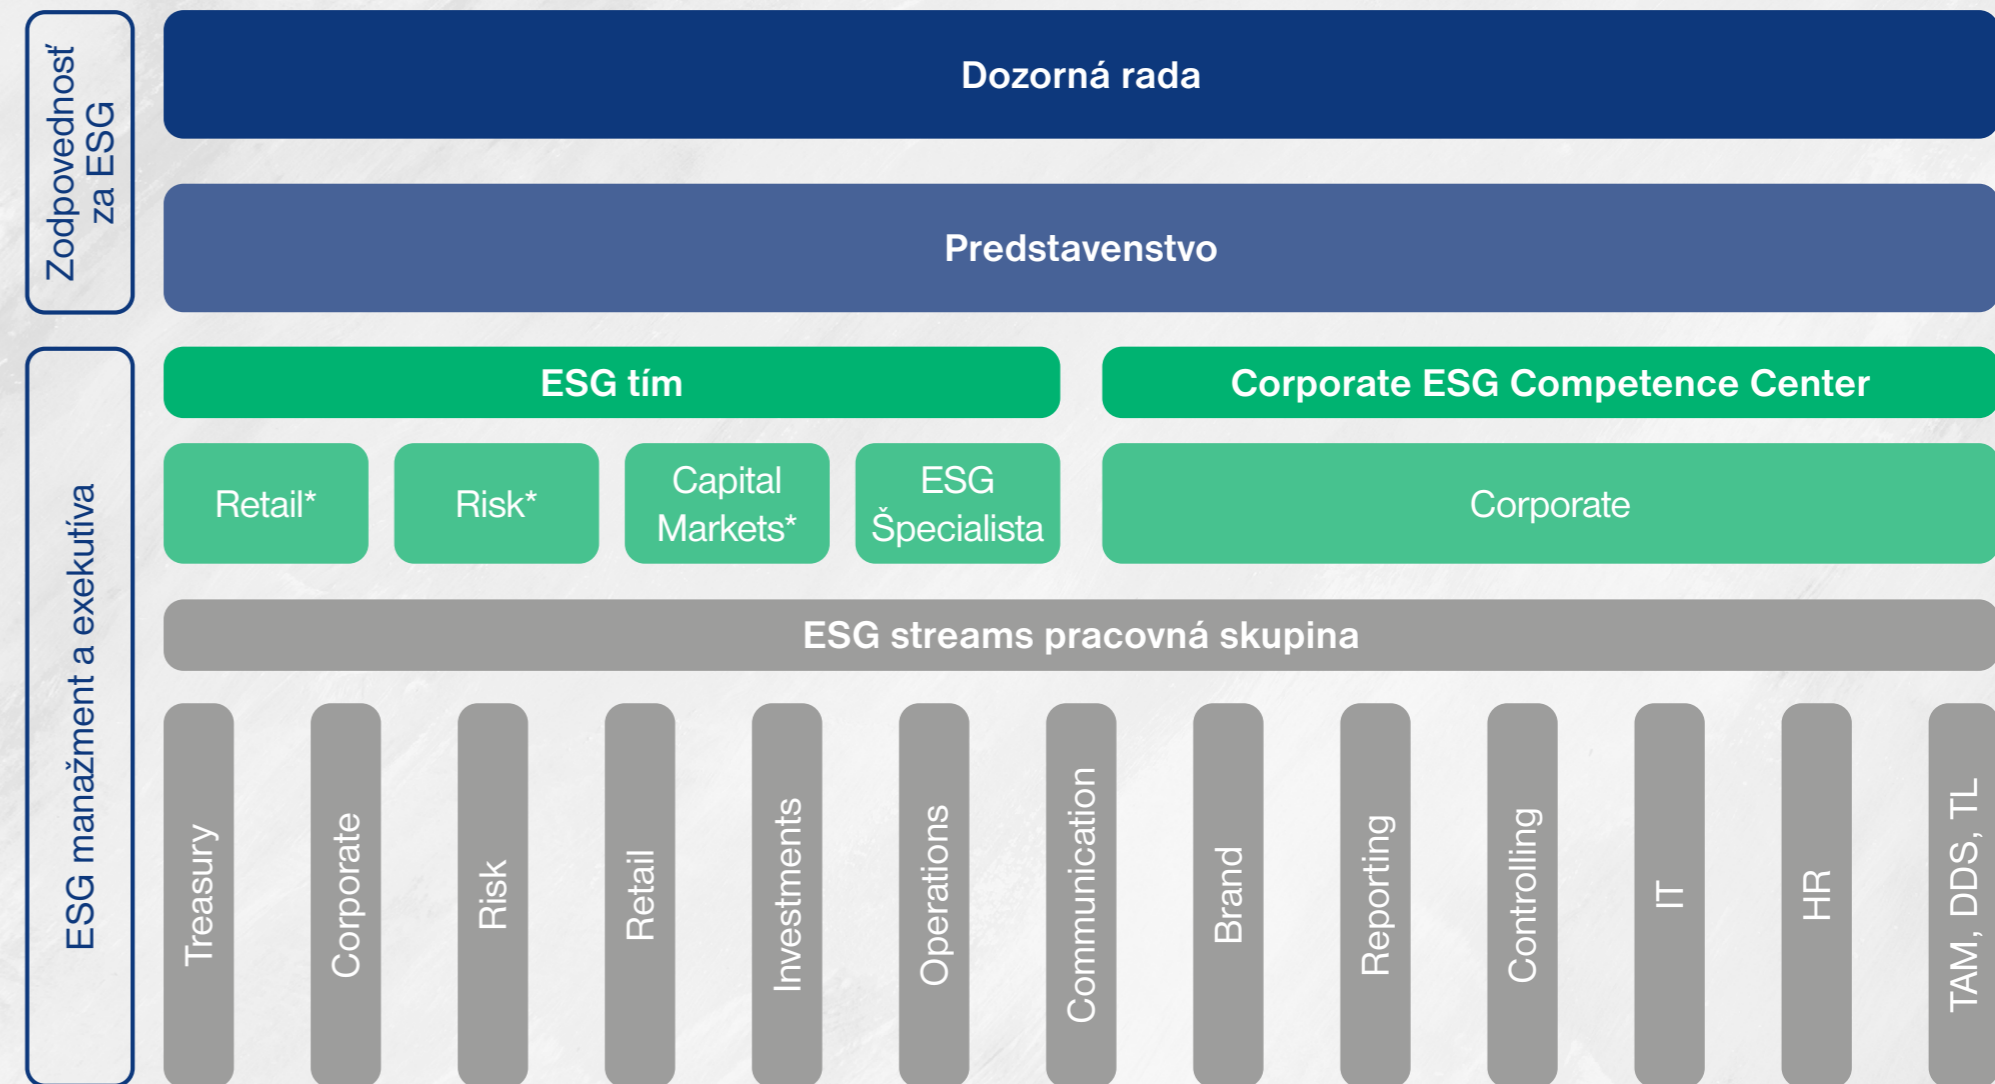 Zodpovednosť
za ESG
Dozorná rada
Predstavenstvo
ESG manažment a exekutíva
ESG tím
Corporate ESG Competence Center
Retail*
Risk*
Capital
Markets*
ESG
Špecialista
Corporate
ESG streams pracovná skupina
Treasury
Corporate
Risk
Retail
Investments
Operations
Communication
Brand
Reporting
Controlling
IT
HR
TAM, DDS, TL